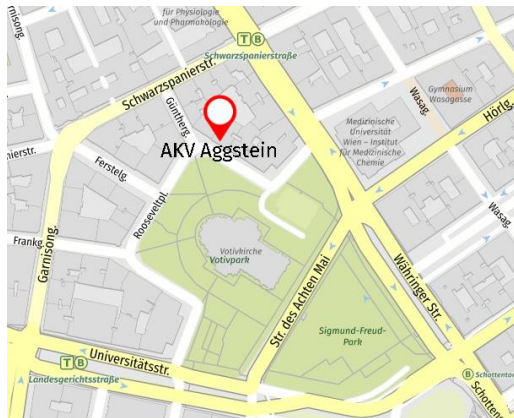 für Physiologie
und Pharmakologie
T B
Schwarzspanierstraße
Schwarzspanierstr.
Güntherg.
Gymnasium
Wasagasse
Wasag.
Hörlg.
Medizinische
Universität
Wien – Institut
für Medizinische
Chemie
AKV Aggstein
anierstr.
Ferstelg.
Rooseveltpl.
Frankg.
Garnisong.
Votivkirche
Votivpark
Wasag.
Str. des Achten Mai
Währinger Str.
Sigmund-Freud-
Park
Universitätsstr.
T B
Landesgerichtsstraße
B Schottentor
Schotten